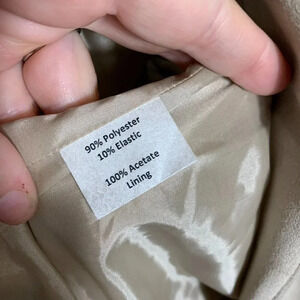 90% Polyester
10% Elastic
100% Acetate
Lining